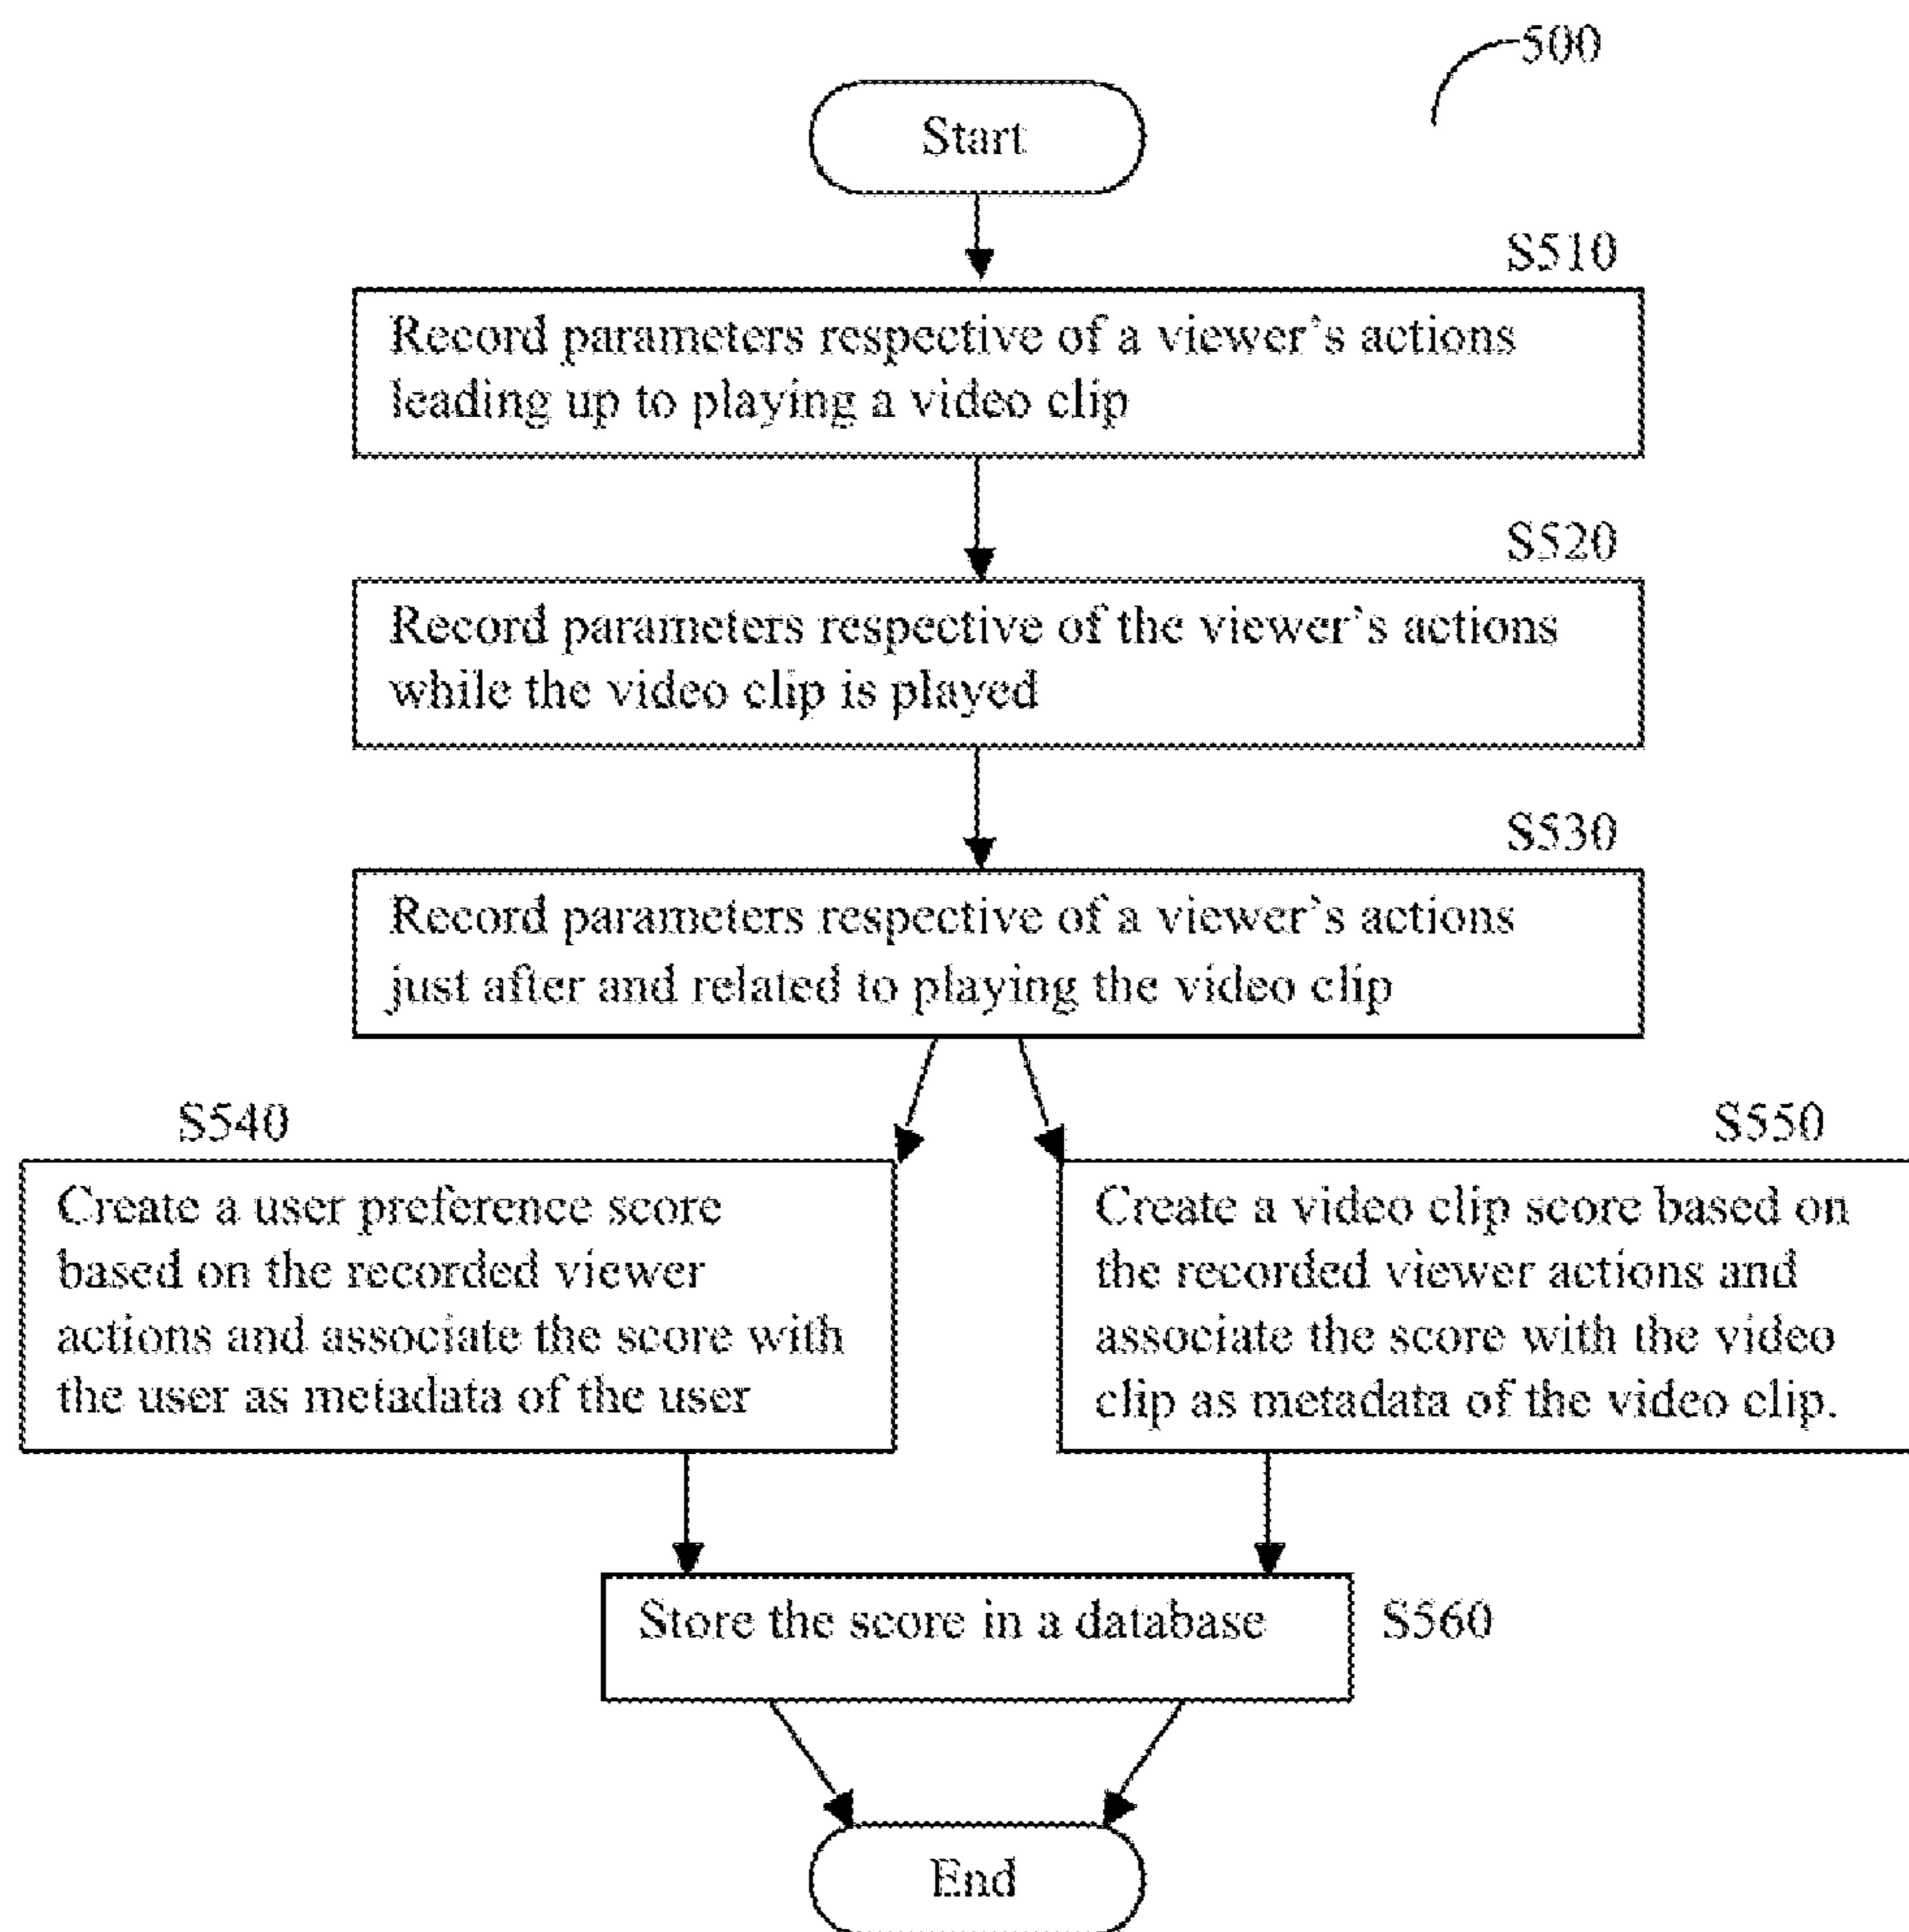 500
Start
S510
Record parameters respective of a viewer's actions
leading up to playing a video clip
S520
Record parameters respective of the viewer's actions
while the video clip is played
S530
Record parameters respective of a viewer's actions
just after and related to playing the video clip
S540
Create a user preference score
based on the recorded viewer
actions and associate the score with
the user as metadata of the user
S550
Create a video clip score based on
the recorded viewer actions and
associate the score with the video
clip as metadata of the video clip.
Store the score in a database
S560
End